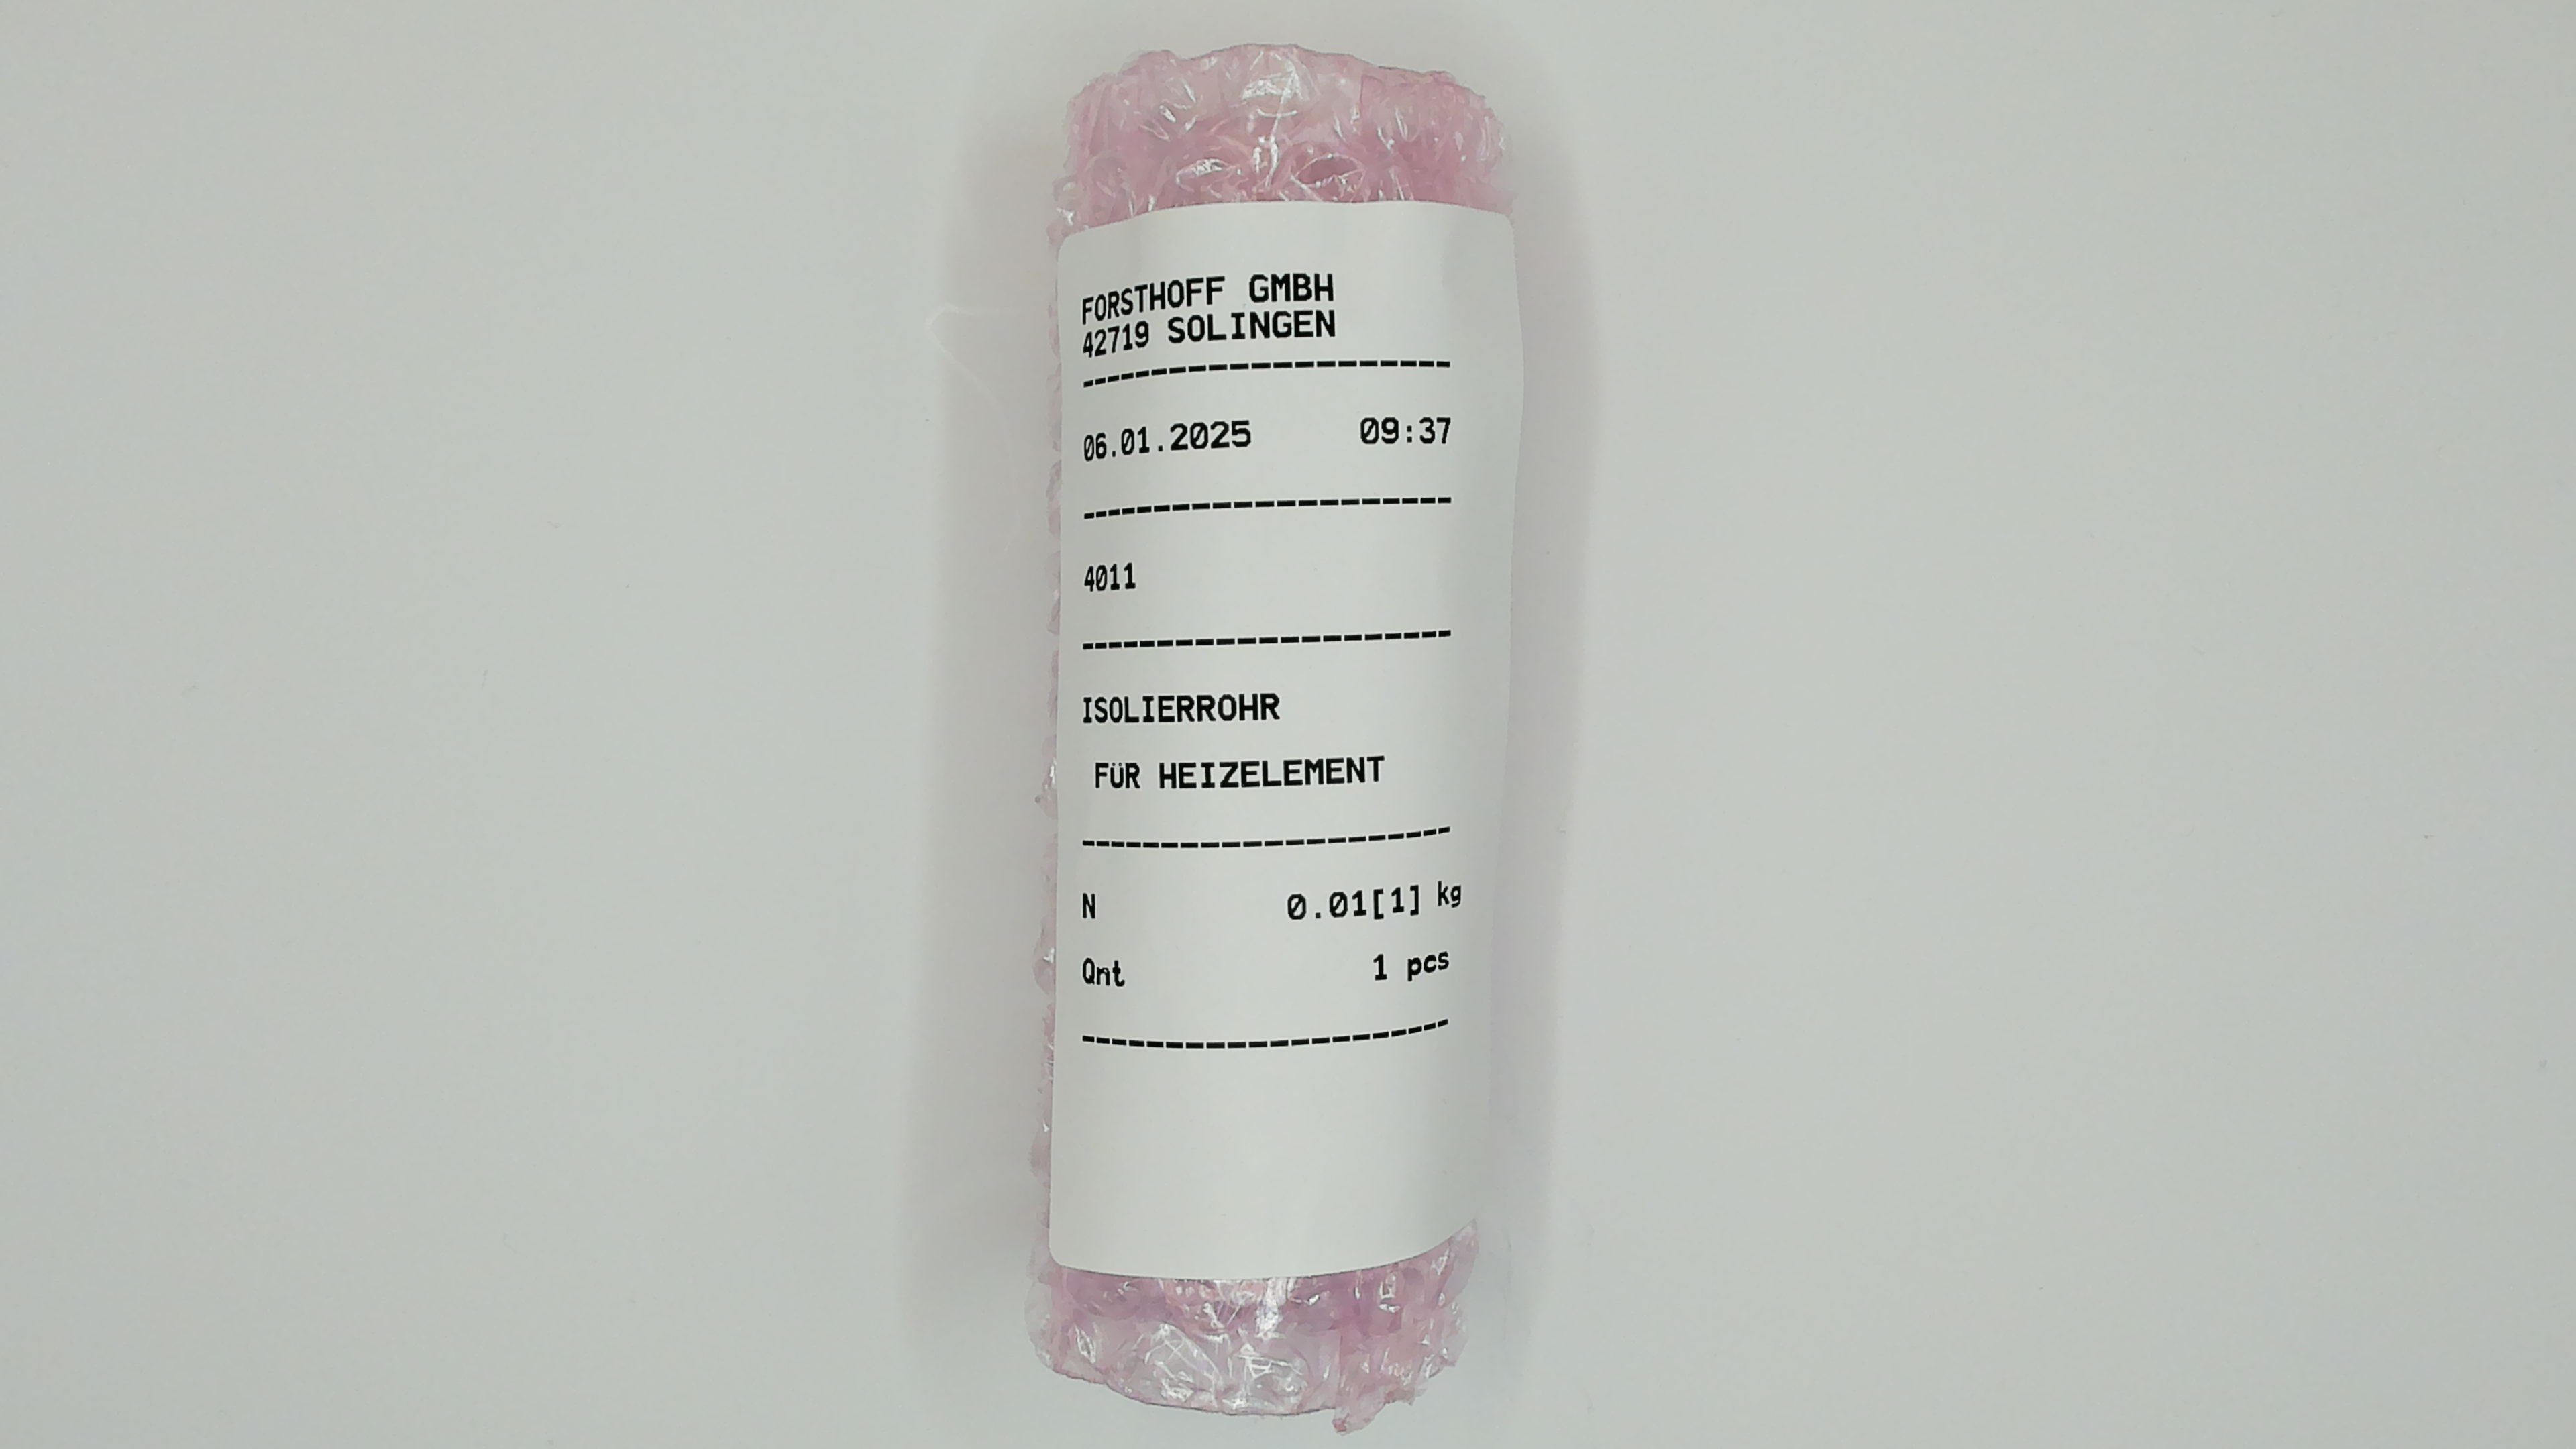 FORSTHOFF GMBH
42719 SOLINGEN
--------------------
06.01.2025 09:37
--------------------
4011
--------------------
ISOLIERROHR
FÜR HEIZELEMENT
--------------------
N 0.01[1] kg
Qnt 1 pcs
--------------------